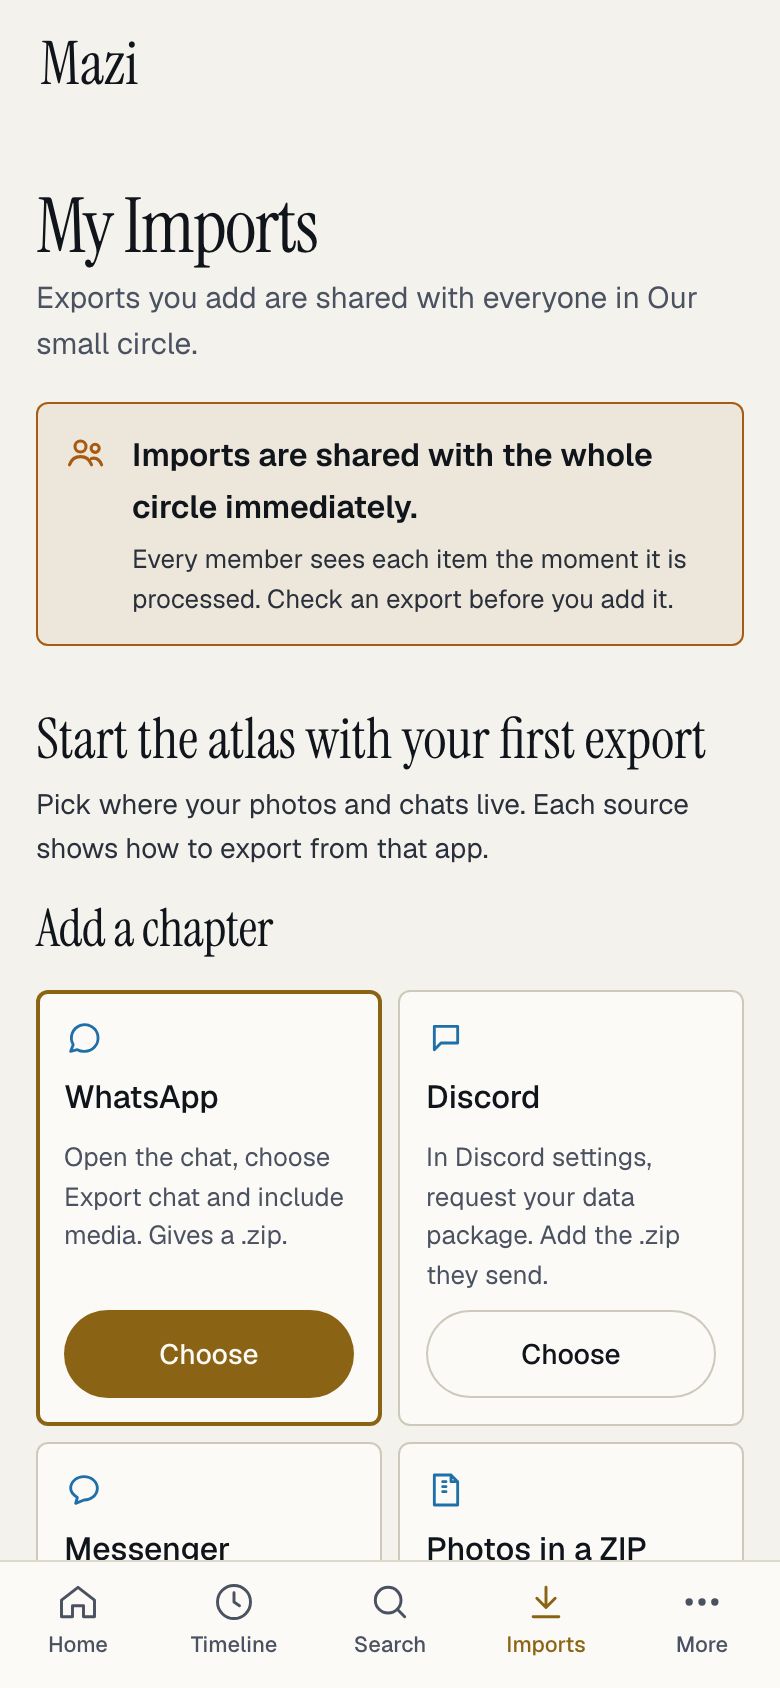 Mazi
My Imports
Exports you add are shared with everyone in Our
small circle.
Imports are shared with the whole
circle immediately.
Every member sees each item the moment it is
processed. Check an export before you add it.
Start the atlas with your first export
Pick where your photos and chats live. Each source
shows how to export from that app.
Add a chapter
WhatsApp
Open the chat, choose
Export chat and include
media. Gives a .zip.
Choose
Discord
In Discord settings,
request your data
package. Add the .zip
they send.
Choose
Messenger
Photos in a ZIP
Home
Timeline
Search
Imports
More